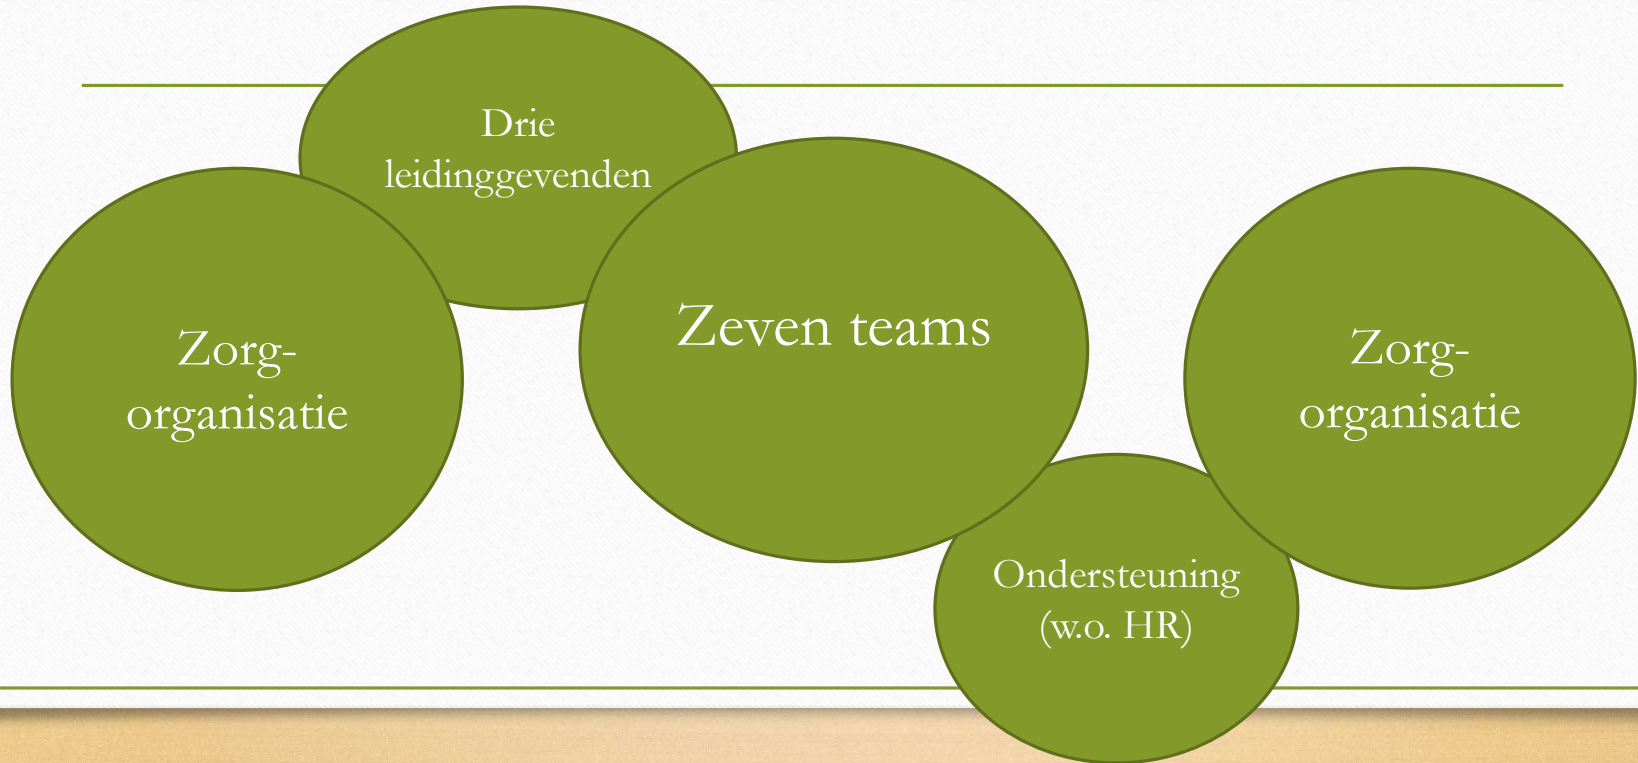 Drie
leidinggevenden
Zorg-
organisatie
Zeven teams
Zorg-
organisatie
Ondersteuning
(w.o. HR)